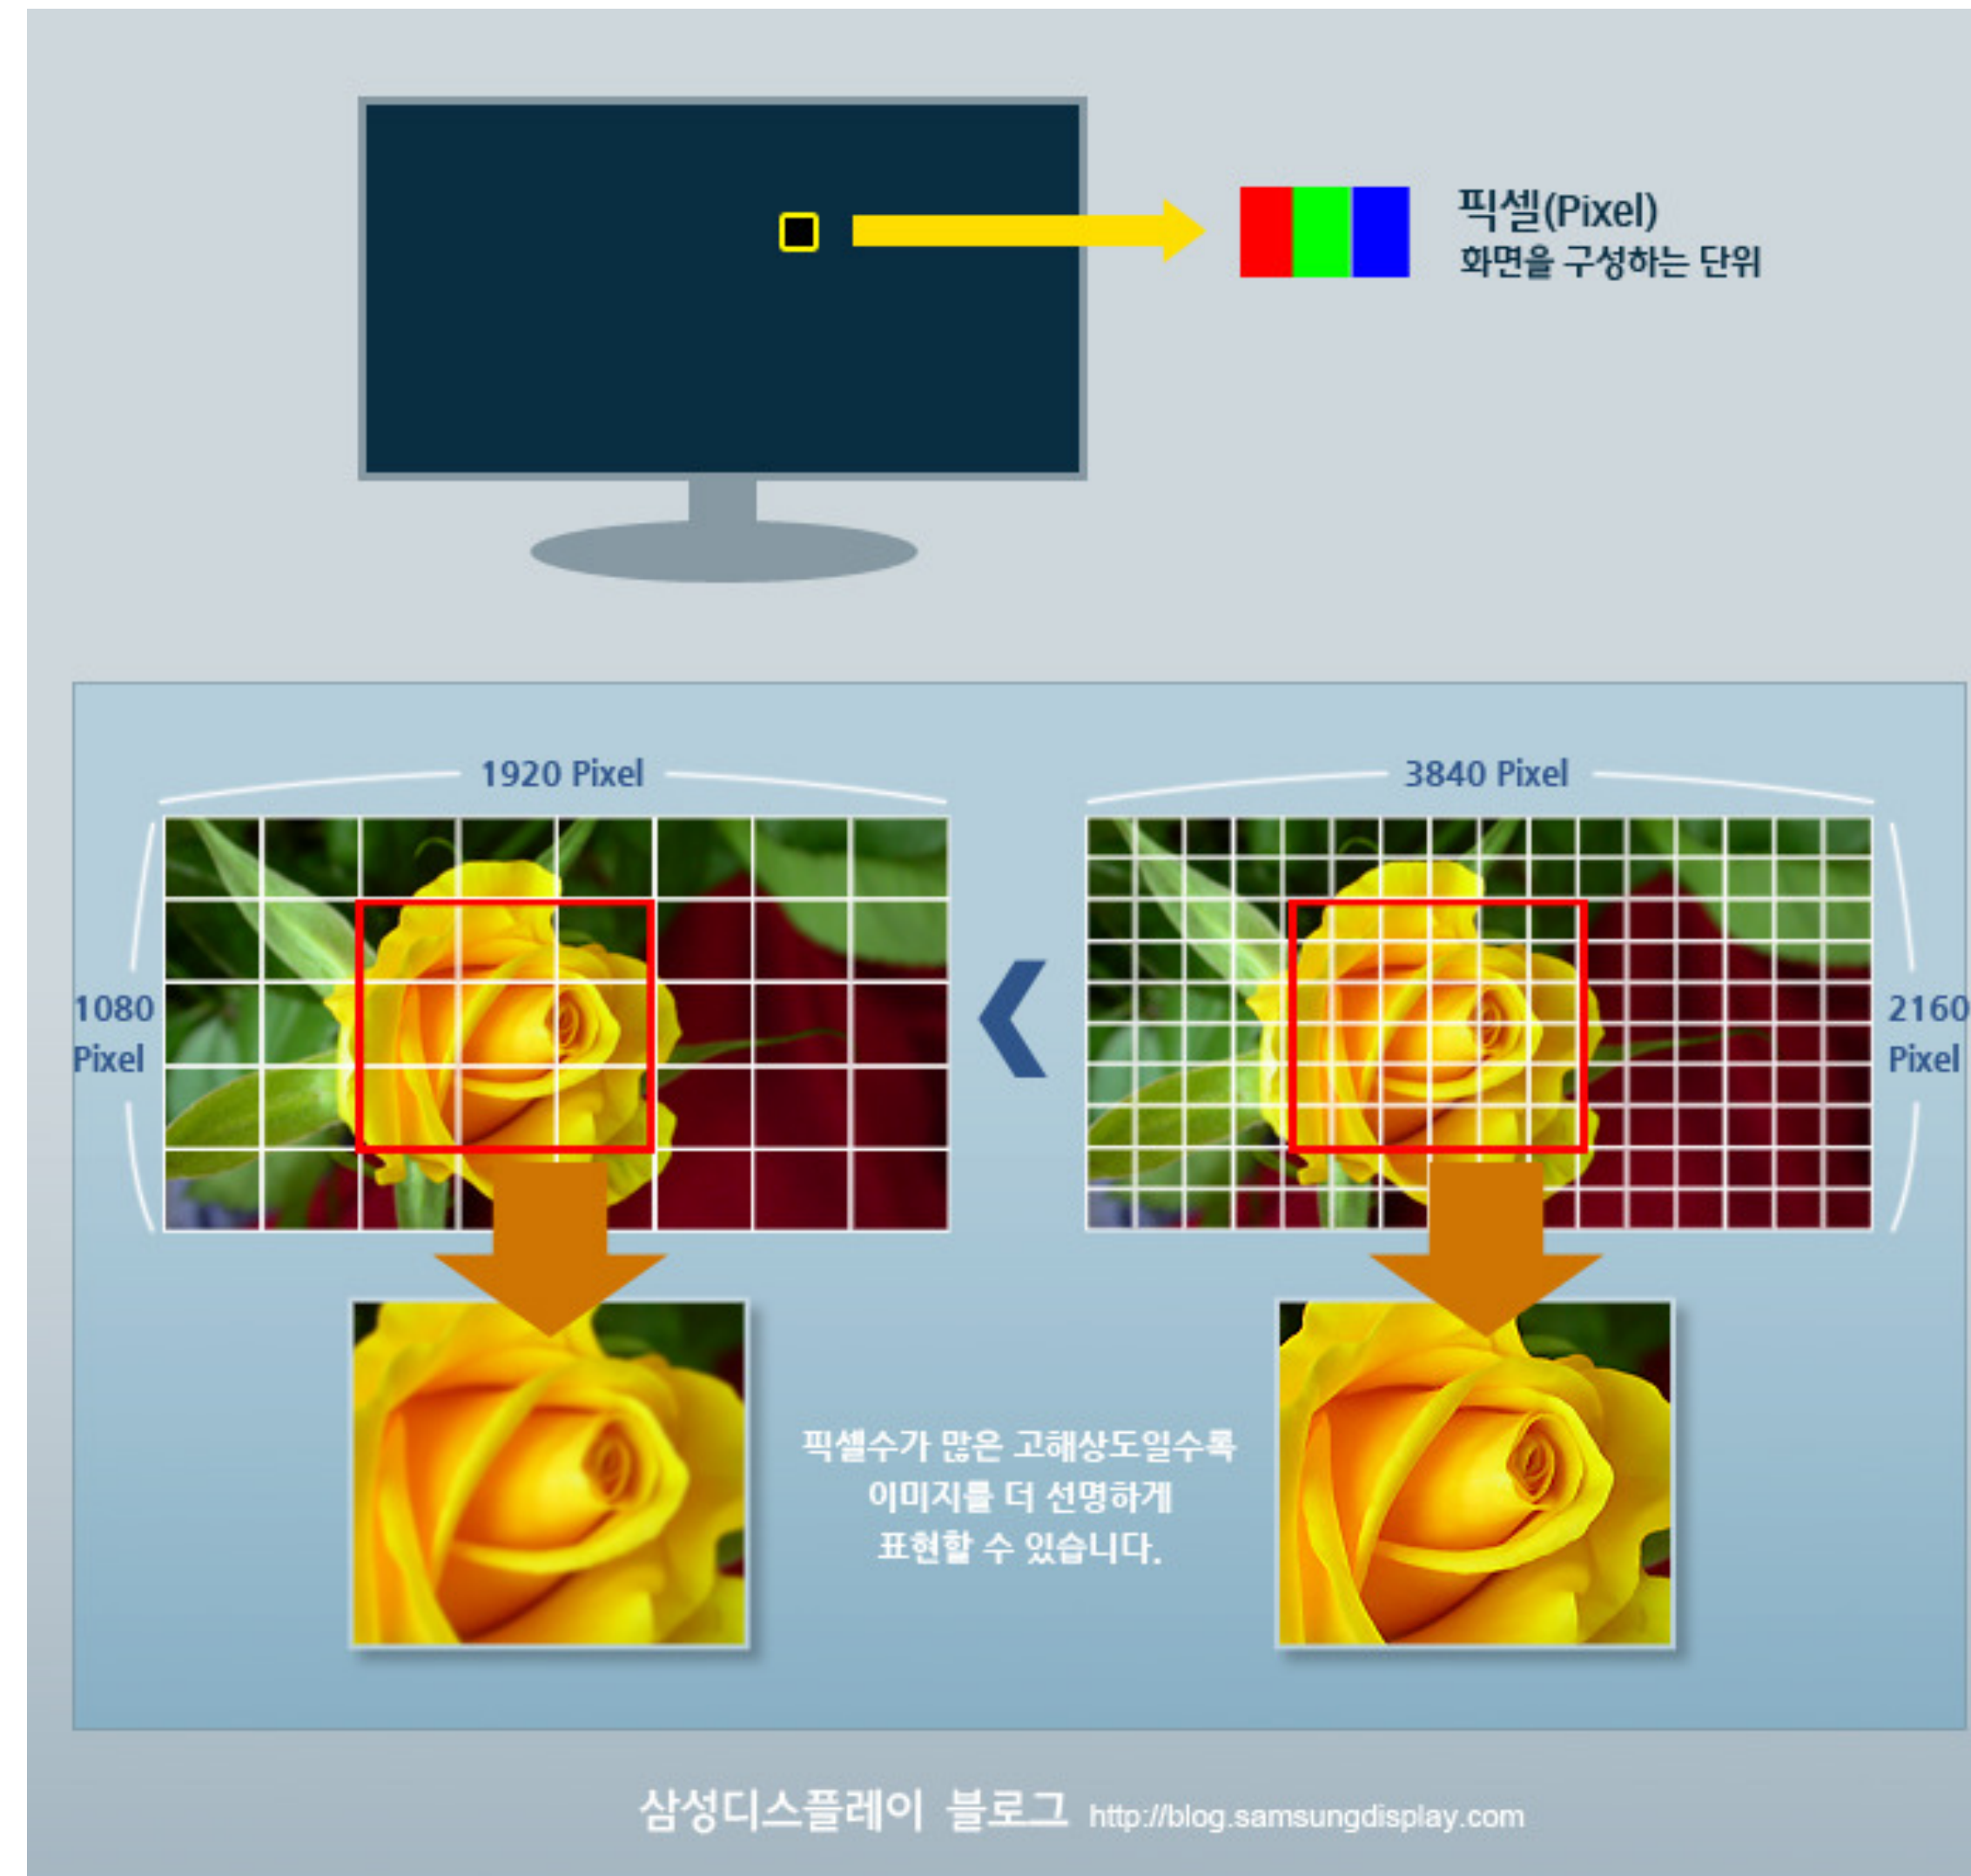 픽셀(Pixel)
화면을 구성하는 단위
1920 Pixel
3840 Pixel
1080
Pixel
2160
Pixel
픽셀수가 많은 고해상도일수록
이미지를 더 선명하게
표현할 수 있습니다.
삼성디스플레이 블로그 http://blog.samsungdisplay.com